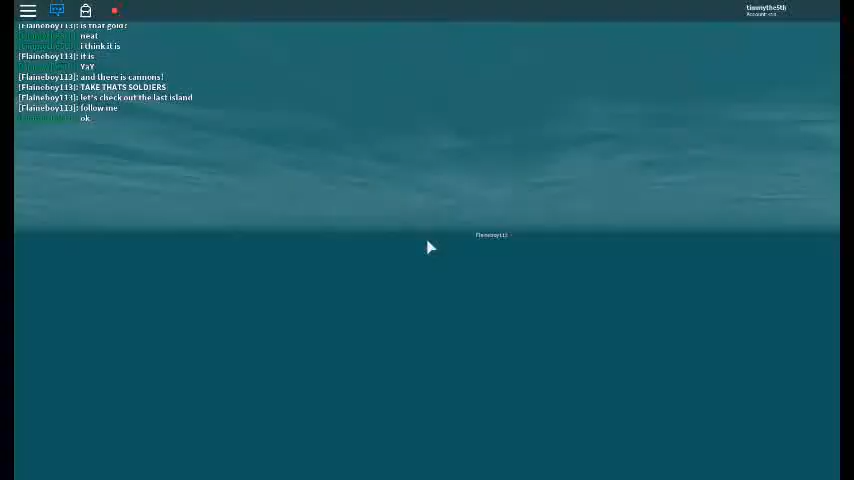 timmythe5th
[Flaineboy113]: is that gold?
neat
i think it is
it is
YaY
[Flaineboy113]: and there is cannons!
[Flaineboy113]: TAKE THATS SOLDIERS
[Flaineboy113]: let's check out the last island
[Flaineboy113]: follow me
ok
Flaineboy113